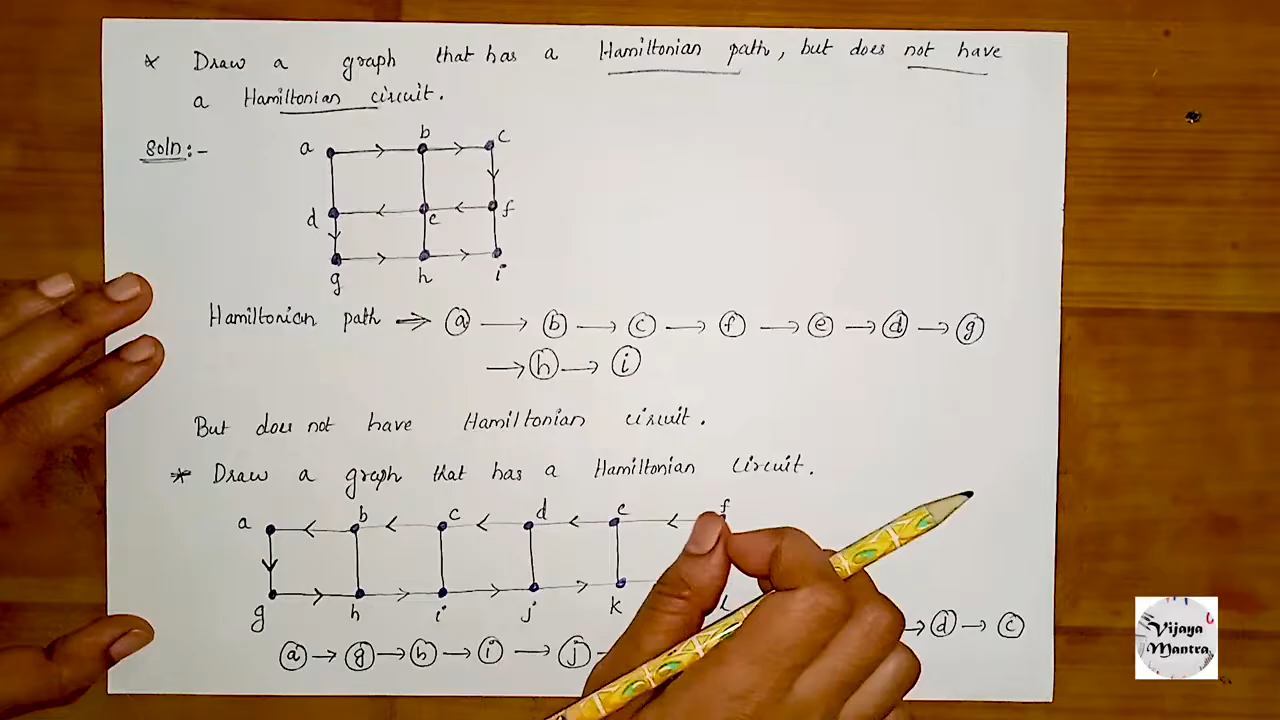 * Draw a graph that has a Hamiltonian path, but does not have
a Hamiltonian circuit.
Soln:-
a b c
d e f
g h i
Hamiltonian path ⇒ a → b → c → f → e → d → g
→ h → i
But does not have Hamiltonian circuit.
* Draw a graph that has a Hamiltonian circuit.
a b c d e f
g h i j k l
a → g → h → i → j → d → c
Vijaya
Mantra